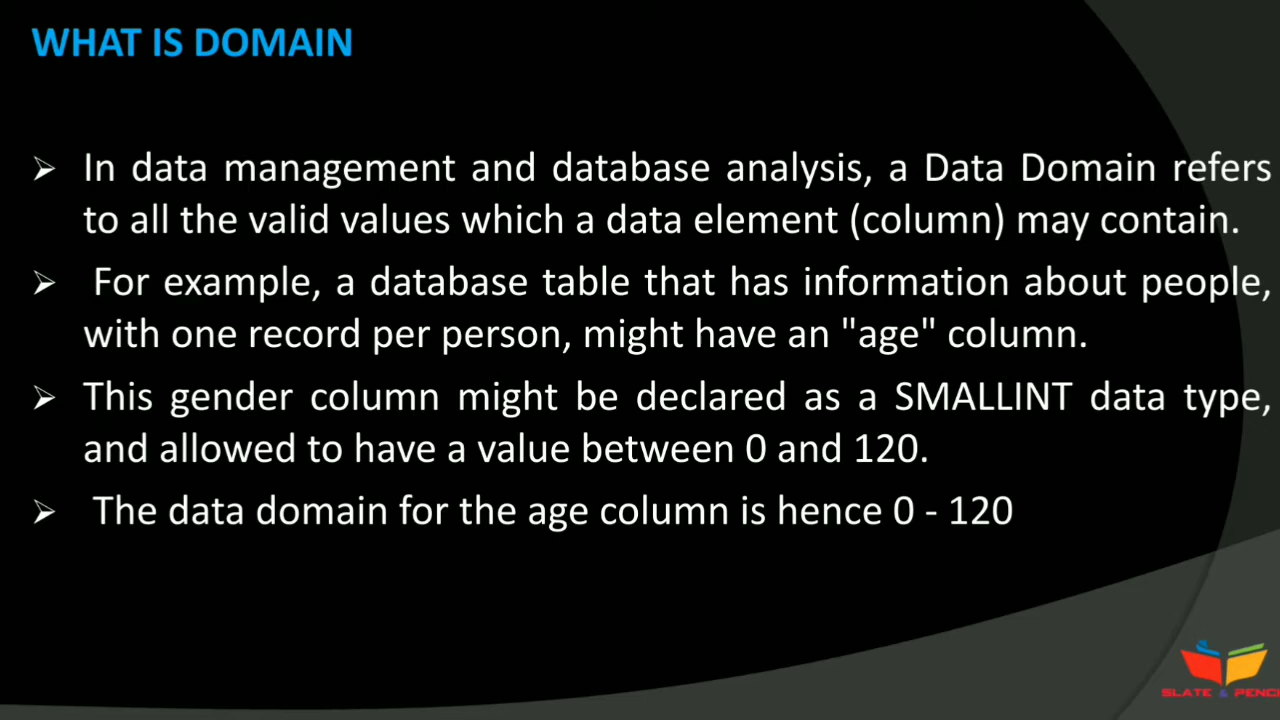 WHAT IS DOMAIN
➢ In data management and database analysis, a Data Domain refers
to all the valid values which a data element (column) may contain.
➢ For example, a database table that has information about people,
with one record per person, might have an "age" column.
➢ This gender column might be declared as a SMALLINT data type,
and allowed to have a value between 0 and 120.
➢ The data domain for the age column is hence 0 - 120
SLATE & PENCI